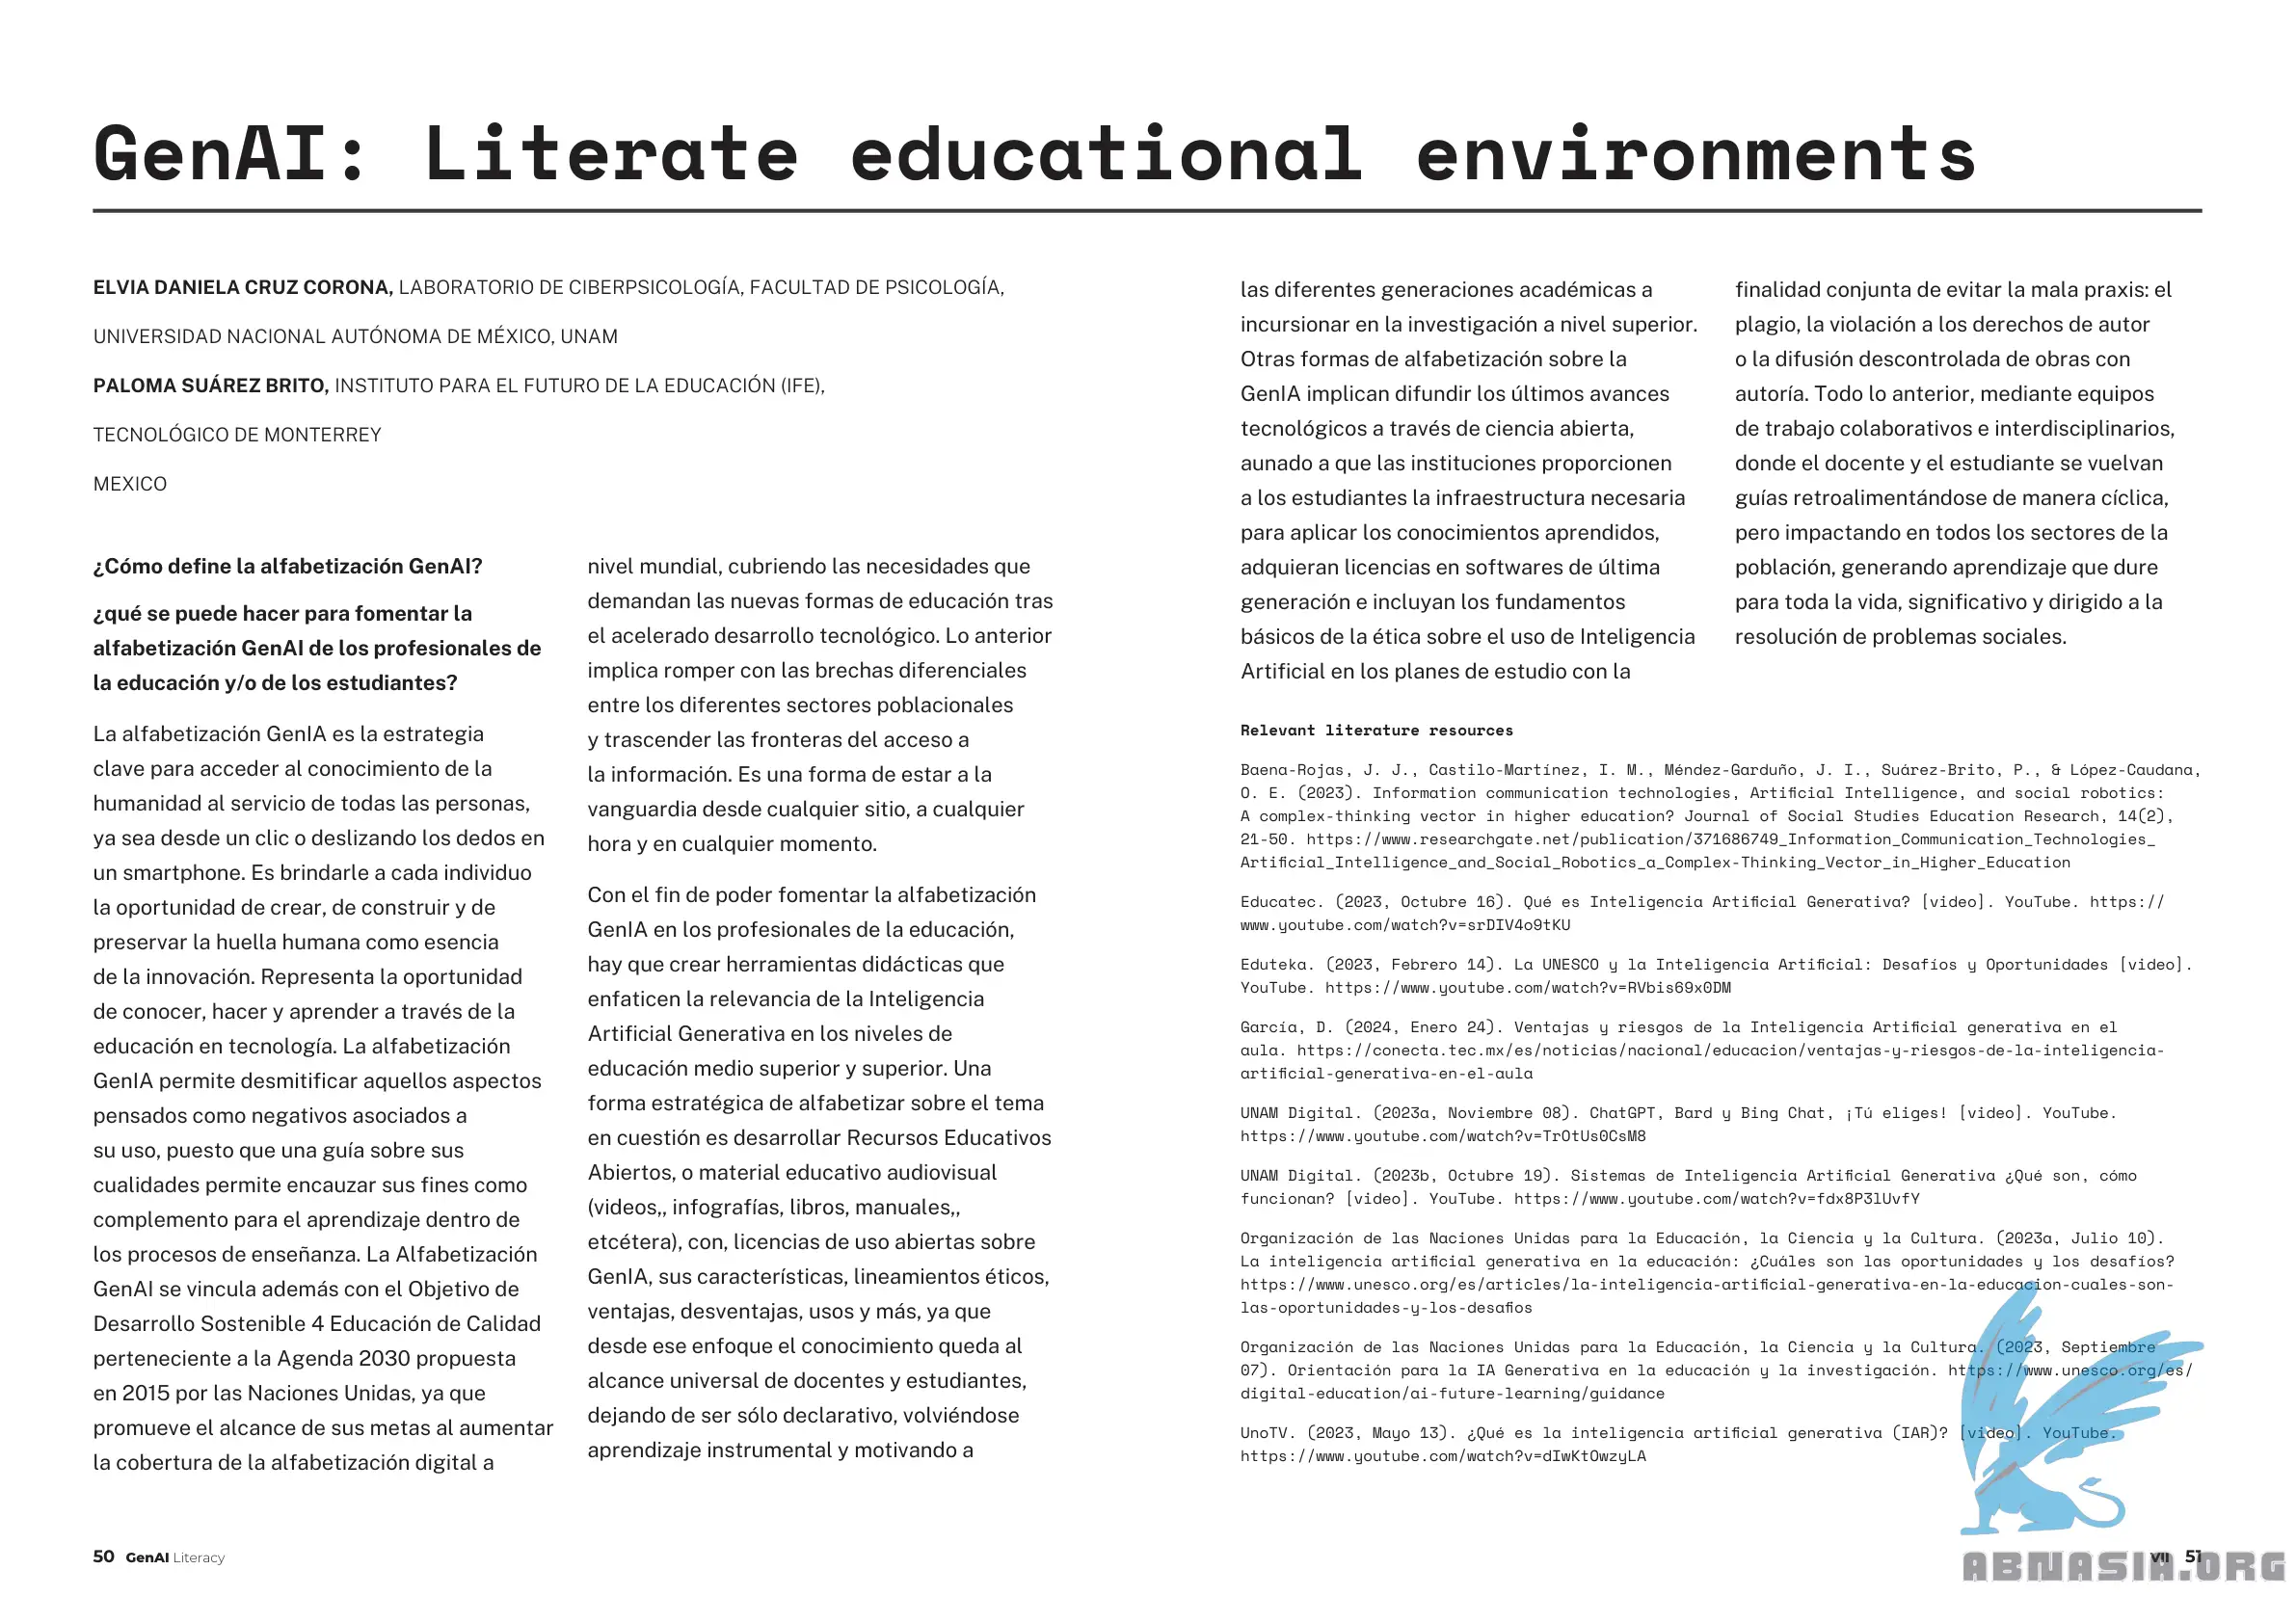 GenAI: Literate educational environments
ELVIA DANIELA CRUZ CORONA, LABORATORIO DE CIBERPSICOLOGÍA, FACULTAD DE PSICOLOGÍA,
UNIVERSIDAD NACIONAL AUTÓNOMA DE MÉXICO, UNAM
PALOMA SUÁREZ BRITO, INSTITUTO PARA EL FUTURO DE LA EDUCACIÓN (IFE),
TECNOLÓGICO DE MONTERREY
MEXICO
¿Cómo define la alfabetización GenAI?
¿qué se puede hacer para fomentar la
alfabetización GenAI de los profesionales de
la educación y/o de los estudiantes?
La alfabetización GenIA es la estrategia
clave para acceder al conocimiento de la
humanidad al servicio de todas las personas,
ya sea desde un clic o deslizando los dedos en
un smartphone. Es brindarle a cada individuo
la oportunidad de crear, de construir y de
preservar la huella humana como esencia
de la innovación. Representa la oportunidad
de conocer, hacer y aprender a través de la
educación en tecnología. La alfabetización
GenIA permite desmitificar aquellos aspectos
pensados como negativos asociados a
su uso, puesto que una guía sobre sus
cualidades permite encauzar sus fines como
complemento para el aprendizaje dentro de
los procesos de enseñanza. La Alfabetización
GenAI se vincula además con el Objetivo de
Desarrollo Sostenible 4 Educación de Calidad
perteneciente a la Agenda 2030 propuesta
en 2015 por las Naciones Unidas, ya que
promueve el alcance de sus metas al aumentar
la cobertura de la alfabetización digital a
nivel mundial, cubriendo las necesidades que
demandan las nuevas formas de educación tras
el acelerado desarrollo tecnológico. Lo anterior
implica romper con las brechas diferenciales
entre los diferentes sectores poblacionales
y trascender las fronteras del acceso a
la información. Es una forma de estar a la
vanguardia desde cualquier sitio, a cualquier
hora y en cualquier momento.
Con el fin de poder fomentar la alfabetización
GenIA en los profesionales de la educación,
hay que crear herramientas didácticas que
enfaticen la relevancia de la Inteligencia
Artificial Generativa en los niveles de
educación medio superior y superior. Una
forma estratégica de alfabetizar sobre el tema
en cuestión es desarrollar Recursos Educativos
Abiertos, o material educativo audiovisual
(videos,, infografías, libros, manuales,,
etcétera), con, licencias de uso abiertas sobre
GenIA, sus características, lineamientos éticos,
ventajas, desventajas, usos y más, ya que
desde ese enfoque el conocimiento queda al
alcance universal de docentes y estudiantes,
dejando de ser sólo declarativo, volviéndose
aprendizaje instrumental y motivando a
las diferentes generaciones académicas a
incursionar en la investigación a nivel superior.
Otras formas de alfabetización sobre la
GenIA implican difundir los últimos avances
tecnológicos a través de ciencia abierta,
aunado a que las instituciones proporcionen
a los estudiantes la infraestructura necesaria
para aplicar los conocimientos aprendidos,
adquieran licencias en softwares de última
generación e incluyan los fundamentos
básicos de la ética sobre el uso de Inteligencia
Artificial en los planes de estudio con la
finalidad conjunta de evitar la mala praxis: el
plagio, la violación a los derechos de autor
o la difusión descontrolada de obras con
autoría. Todo lo anterior, mediante equipos
de trabajo colaborativos e interdisciplinarios,
donde el docente y el estudiante se vuelvan
guías retroalimentándose de manera cíclica,
pero impactando en todos los sectores de la
población, generando aprendizaje que dure
para toda la vida, significativo y dirigido a la
resolución de problemas sociales.
Relevant literature resources
Baena-Rojas, J. J., Castilo-Martínez, I. M., Méndez-Garduño, J. I., Suárez-Brito, P., & López-Caudana,
O. E. (2023). Information communication technologies, Artificial Intelligence, and social robotics:
A complex-thinking vector in higher education? Journal of Social Studies Education Research, 14(2),
21-50. https://www.researchgate.net/publication/371686749_Information_Communication_Technologies_
Artificial_Intelligence_and_Social_Robotics_a_Complex-Thinking_Vector_in_Higher_Education
Educatec. (2023, Octubre 16). Qué es Inteligencia Artificial Generativa? [video]. YouTube. https://
www.youtube.com/watch?v=srDIV4o9tKU
Eduteka. (2023, Febrero 14). La UNESCO y la Inteligencia Artificial: Desafíos y Oportunidades [video].
YouTube. https://www.youtube.com/watch?v=RVbis69x0DM
García, D. (2024, Enero 24). Ventajas y riesgos de la Inteligencia Artificial generativa en el
aula. https://conecta.tec.mx/es/noticias/nacional/educacion/ventajas-y-riesgos-de-la-inteligencia-
artificial-generativa-en-el-aula
UNAM Digital. (2023a, Noviembre 08). ChatGPT, Bard y Bing Chat, ¡Tú eliges! [video]. YouTube.
https://www.youtube.com/watch?v=TrOtUs0CsM8
UNAM Digital. (2023b, Octubre 19). Sistemas de Inteligencia Artificial Generativa ¿Qué son, cómo
funcionan? [video]. YouTube. https://www.youtube.com/watch?v=fdx8P3lUvfY
Organización de las Naciones Unidas para la Educación, la Ciencia y la Cultura. (2023a, Julio 10).
La inteligencia artificial generativa en la educación: ¿Cuáles son las oportunidades y los desafíos?
https://www.unesco.org/es/articles/la-inteligencia-artificial-generativa-en-la-educacion-cuales-son-
las-oportunidades-y-los-desafios
Organización de las Naciones Unidas para la Educación, la Ciencia y la Cultura. (2023, Septiembre
07). Orientación para la IA Generativa en la educación y la investigación. https://www.unesco.org/es/
digital-education/ai-future-learning/guidance
UnoTV. (2023, Mayo 13). ¿Qué es la inteligencia artificial generativa (IAR)? [video]. YouTube.
https://www.youtube.com/watch?v=dIwKtOwzyLA
50 GenAI Literacy
VII 51
ABNASIA.ORG